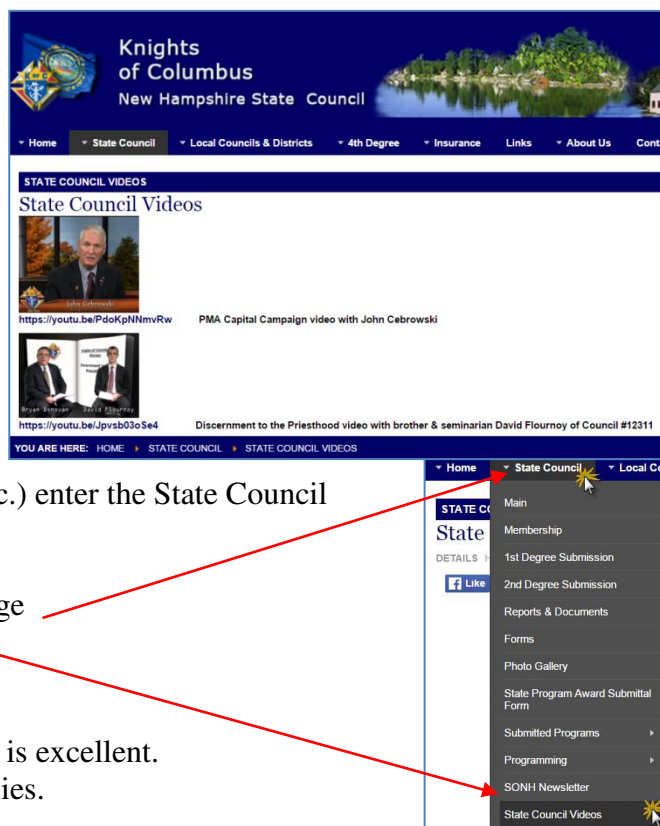 Knights
of Columbus
New Hampshire State Council
Home State Council Local Councils & Districts 4th Degree Insurance Links About Us Cont
STATE COUNCIL VIDEOS
State Council Videos
John Cebrowski
https://youtu.be/PdoKpNNmvRw PMA Capital Campaign video with John Cebrowski
Bryan Donovan David Flournoy
https://youtu.be/Jpvsb03oSe4 Discernment to the Priesthood video with brother & seminarian David Flournoy of Council #12311
YOU ARE HERE: HOME STATE COUNCIL STATE COUNCIL VIDEOS
c.) enter the State Council
ge
is excellent.
ies.
Home State Council Local Co
STATE CO
State
DETAILS H
Like
Main
Membership
1st Degree Submission
2nd Degree Submission
Reports & Documents
Forms
Photo Gallery
State Program Award Submittal
Form
Submitted Programs
Programming
SONH Newsletter
State Council Videos